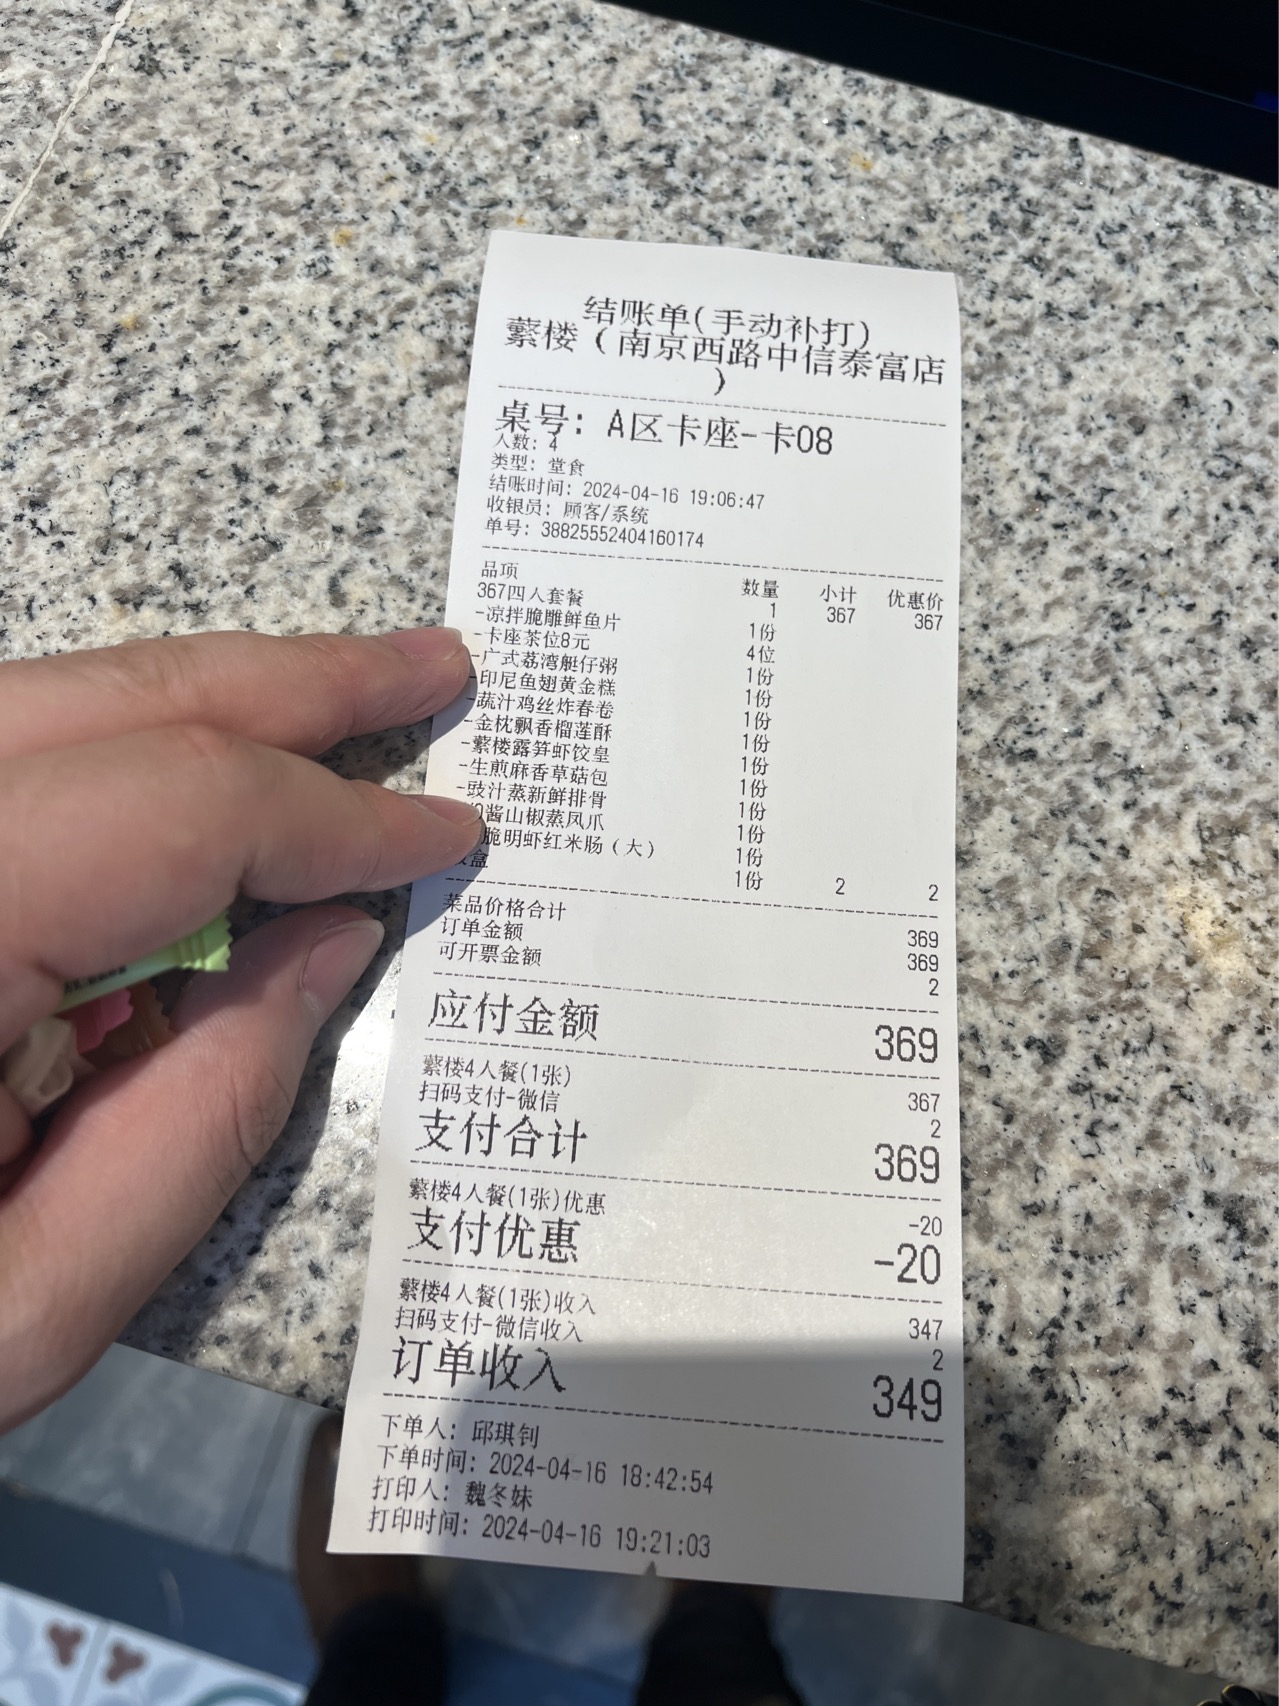 结账单(手动补打)
蘩楼（南京西路中信泰富店
）
桌号: A区卡座-卡08
人数: 4
类型: 堂食
结账时间: 2024-04-16 19:06:47
收银员: 顾客/系统
单号: 38825552404160174
品项 数量 小计 优惠价
367四人套餐 1 367 367
-凉拌脆雕鲜鱼片 1份
-卡座茶位8元 4位
-广式荔湾艇仔粥 1份
-印尼鱼翅黄金糕 1份
-蔬汁鸡丝炸春卷 1份
-金枕飘香榴莲酥 1份
-蘩楼露笋虾饺皇 1份
-生煎麻香草菇包 1份
-豉汁蒸新鲜排骨 1份
酱山椒蒸凤爪 1份
脆明虾红米肠（大） 1份
盒 1份 2 2
菜品价格合计 369
订单金额 369
可开票金额 2
应付金额 369
蘩楼4人餐(1张) 367
扫码支付-微信 2
支付合计 369
蘩楼4人餐(1张)优惠 -20
支付优惠 -20
蘩楼4人餐(1张)收入 347
扫码支付-微信收入 2
订单收入 349
下单人: 邱琪钊
下单时间: 2024-04-16 18:42:54
打印人: 魏冬妹
打印时间: 2024-04-16 19:21:03